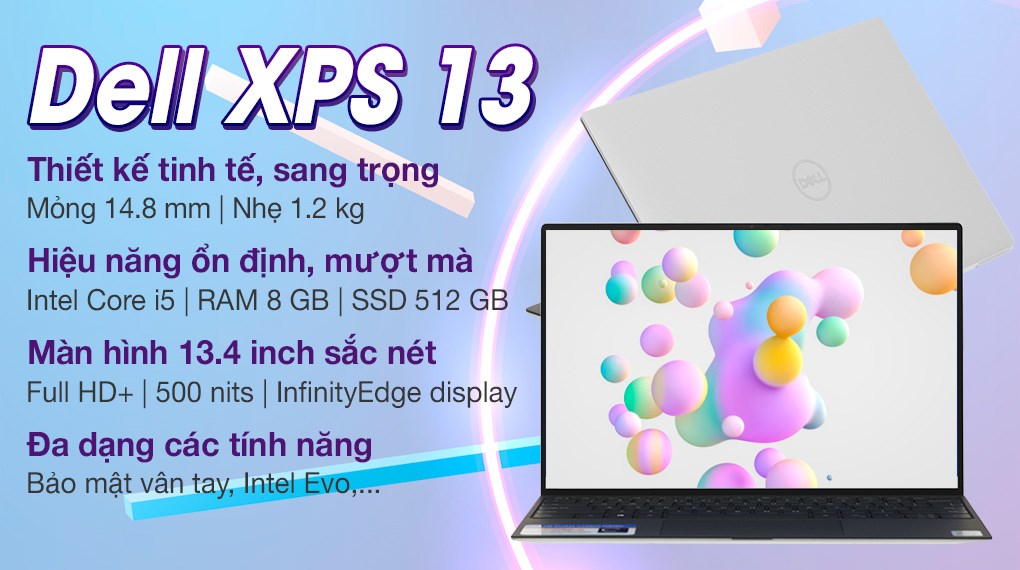 Dell XPS 13
Thiết kế tinh tế, sang trọng
Mỏng 14.8 mm | Nhẹ 1.2 kg
Hiệu năng ổn định, mượt mà
Intel Core i5 | RAM 8 GB | SSD 512 GB
Màn hình 13.4 inch sắc nét
Full HD+ | 500 nits | InfinityEdge display
Đa dạng các tính năng
Bảo mật vân tay, Intel Evo,...
DELL